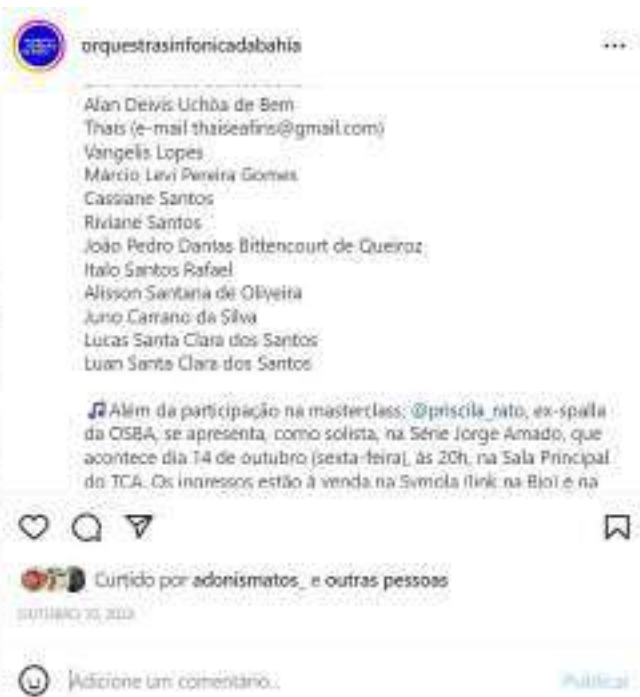 orquestrasinfonicadabahia
Alan Deivis Uchôa de Bem
Thais (e-mail thaiseafins@gmail.com)
Vangelis Lopes
Márcio Levi Pereira Gomes
Cassiane Santos
Riviane Santos
João Pedro Dantas Bittencourt de Queiroz
Italo Santos Rafael
Alisson Santana de Oliveira
Juno Carrano da Silva
Lucas Santa Clara dos Santos
Luan Santa Clara dos Santos
🎵Além da participação na masterclass, @priscila_rato, ex-spalla
da OSBA, se apresenta, como solista, na Série Jorge Amado, que
acontece dia 14 de outubro (sexta-feira), às 20h, na Sala Principal
do TCA. Os ingressos estão à venda na Sympla (link na Bio) e na
Curtido por adonismatos_ e outras pessoas
OUTUBRO 10, 2022
Adicione um comentário...
Publicar